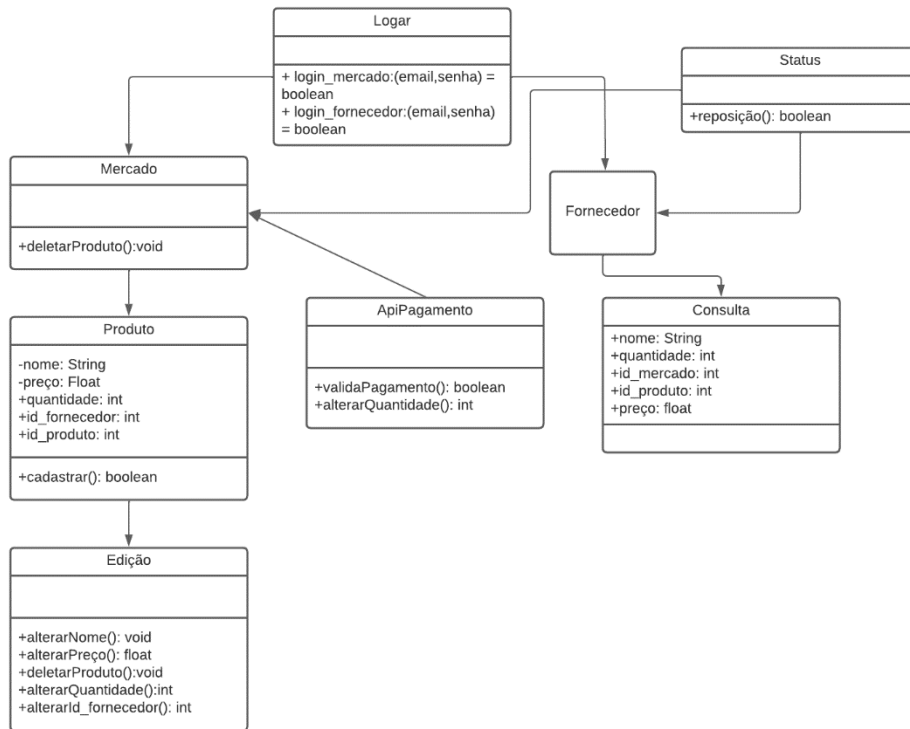 Logar
+ login_mercado:(email,senha) =
boolean
+ login_fornecedor:(email,senha)
= boolean
Status
+reposição(): boolean
Mercado
+deletarProduto():void
Fornecedor
Produto
-nome: String
-preço: Float
+quantidade: int
+id_fornecedor: int
+id_produto: int
+cadastrar(): boolean
ApiPagamento
+validaPagamento(): boolean
+alterarQuantidade(): int
Consulta
+nome: String
+quantidade: int
+id_mercado: int
+id_produto: int
+preço: float
Edição
+alterarNome(): void
+alterarPreço(): float
+deletarProduto():void
+alterarQuantidade():int
+alterarId_fornecedor(): int